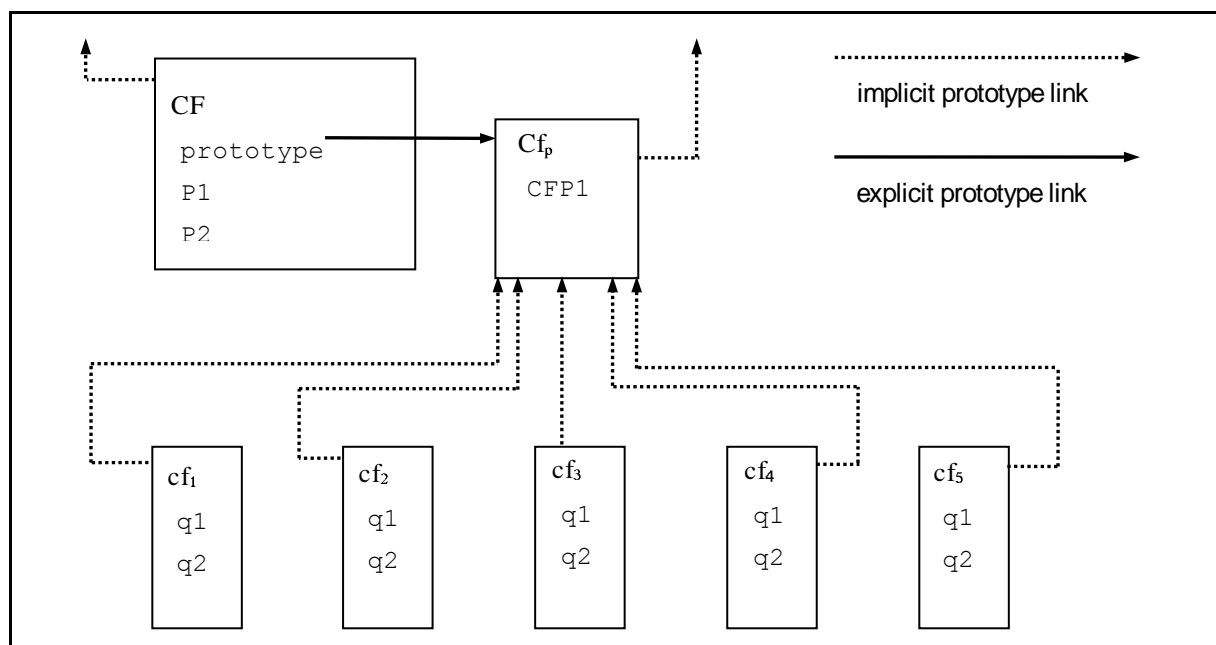 CF
prototype
P1
P2
Cfₚ
CFP1
implicit prototype link
explicit prototype link
cf₁
q1
q2
cf₂
q1
q2
cf₃
q1
q2
cf₄
q1
q2
cf₅
q1
q2